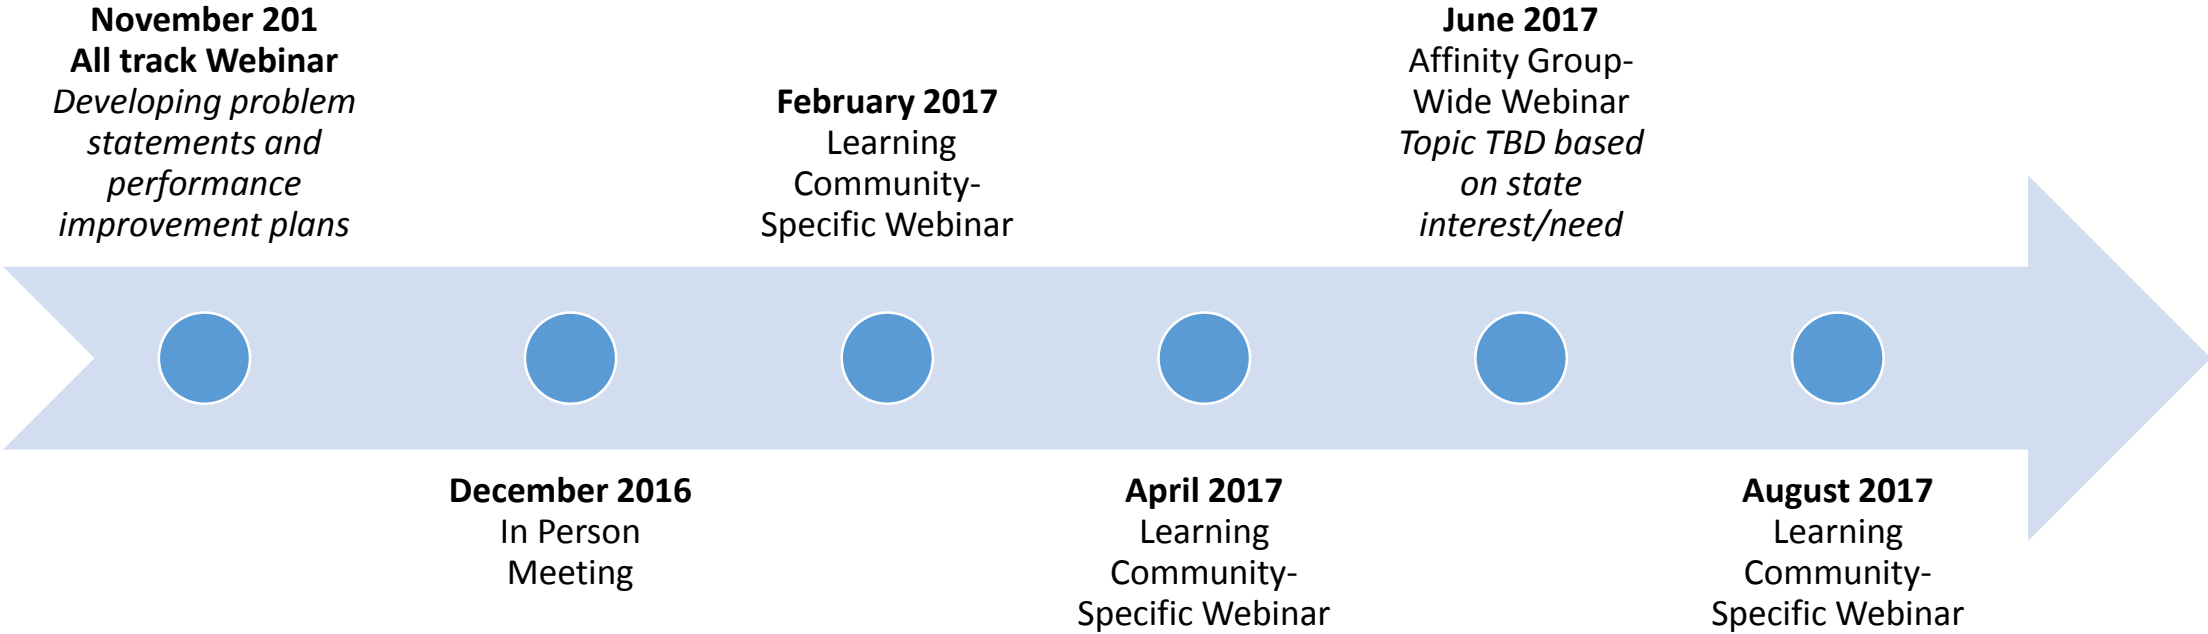 November 201
All track Webinar
Developing problem
statements and
performance
improvement plans
December 2016
In Person
Meeting
February 2017
Learning
Community-
Specific Webinar
April 2017
Learning
Community-
Specific Webinar
June 2017
Affinity Group-
Wide Webinar
Topic TBD based
on state
interest/need
August 2017
Learning
Community-
Specific Webinar